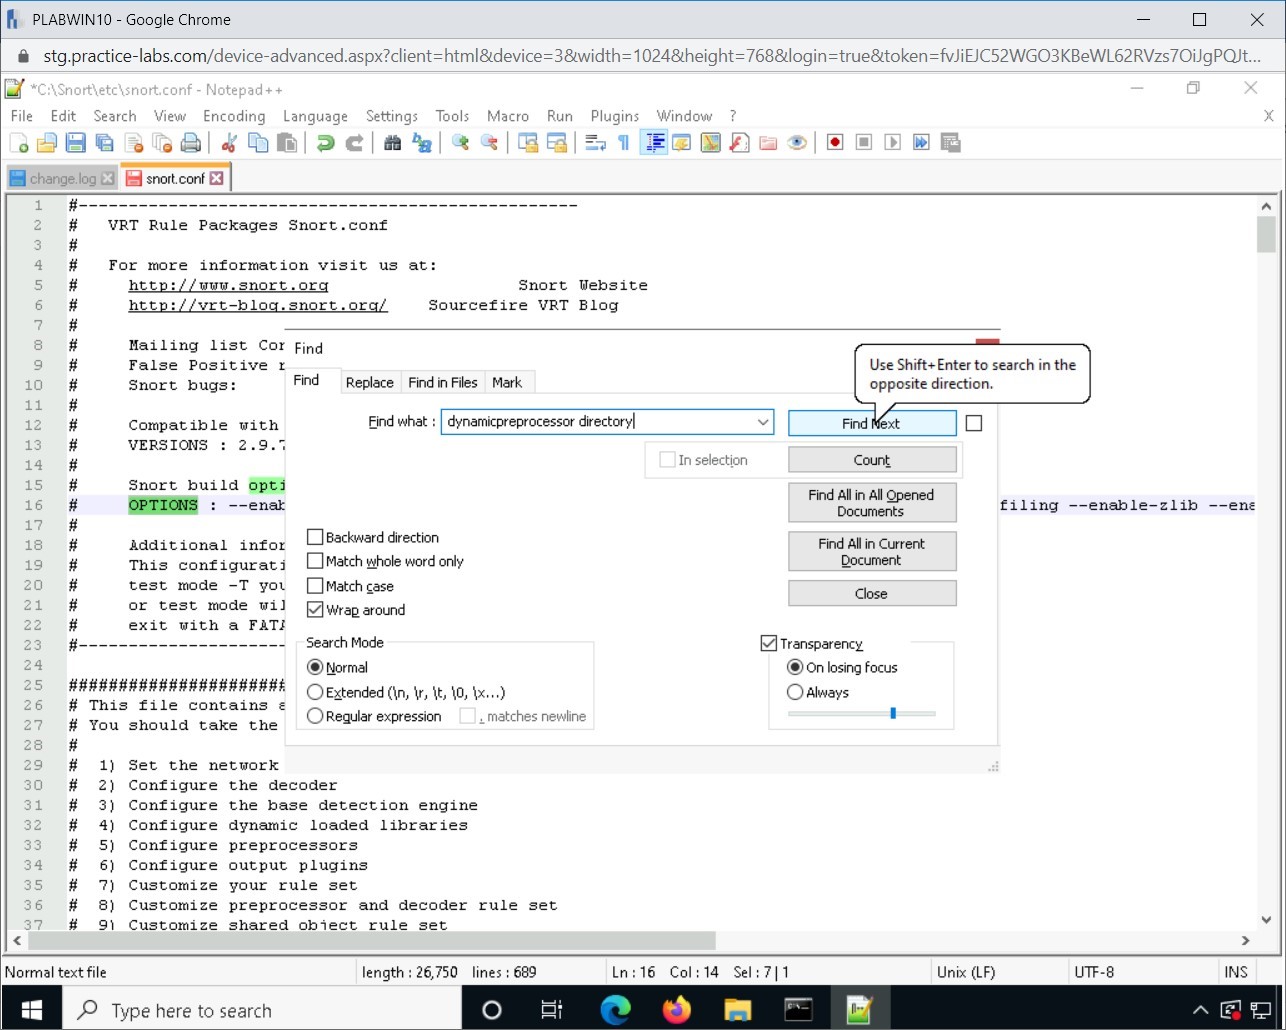 PLABWIN10 - Google Chrome
stg.practice-labs.com/device-advanced.aspx?client=html&device=3&width=1024&height=768&login=true&token=fvJiEJC52WGO3KBeWL62RVzs7OiJgPQJt...
*C:\Snort\etc\snort.conf - Notepad++
File Edit Search View Encoding Language Settings Tools Macro Run Plugins Window ? X
change.log snort.conf
1 #--------------------------------------------------
2 # VRT Rule Packages Snort.conf
3 #
4 # For more information visit us at:
5 # http://www.snort.org Snort Website
6 # http://vrt-blog.snort.org/ Sourcefire VRT Blog
7 #
8 # Mailing list Cor
9 # False Positive r
10 # Snort bugs:
11 #
12 # Compatible with
13 # VERSIONS : 2.9.7
14 #
15 # Snort build opti
16 # OPTIONS : --enab filing --enable-zlib --ena
17 #
18 # Additional infor
19 # This configurati
20 # test mode -T you
21 # or test mode wil
22 # exit with a FATA
23 #---------------------
24
25 ######################
26 # This file contains a
27 # You should take the
28 #
29 # 1) Set the network
30 # 2) Configure the decoder
31 # 3) Configure the base detection engine
32 # 4) Configure dynamic loaded libraries
33 # 5) Configure preprocessors
34 # 6) Configure output plugins
35 # 7) Customize your rule set
36 # 8) Customize preprocessor and decoder rule set
37 # 9) Customize shared object rule set
Find
Find Replace Find in Files Mark
Use Shift+Enter to search in the
opposite direction.
Find what : dynamicpreprocessor directory
Find Next
In selection
Count
Find All in All Opened
Documents
Find All in Current
Document
Close
Backward direction
Match whole word only
Match case
Wrap around
Search Mode
Normal
Extended (\n, \r, \t, \0, \x...)
Regular expression . matches newline
Transparency
On losing focus
Always
Normal text file length : 26,750 lines : 689 Ln : 16 Col : 14 Sel : 7 | 1 Unix (LF) UTF-8 INS
Type here to search